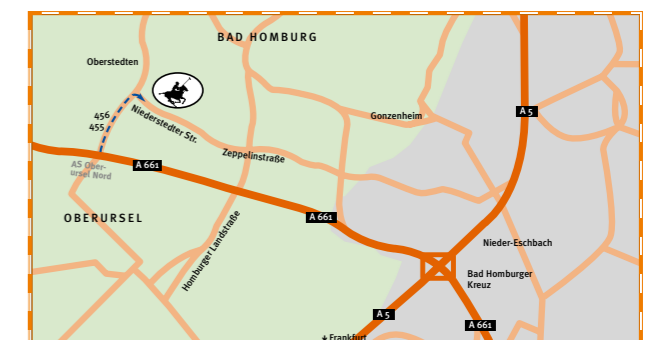 BAD HOMBURG
Oberstedten
456
455
Niederstedter Str.
Gonzenheim
A 5
Zeppelinstraße
A 661
AS Ober-
ursel Nord
OBERURSEL
A 661
Homburger Landstraße
Nieder-Eschbach
Bad Homburger
Kreuz
A 5
A 661
Frankfurt